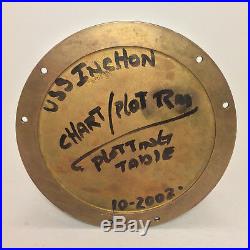 USS INCHON
CHART/PLOT RM
PLOTTING
TABLE
10-2002.